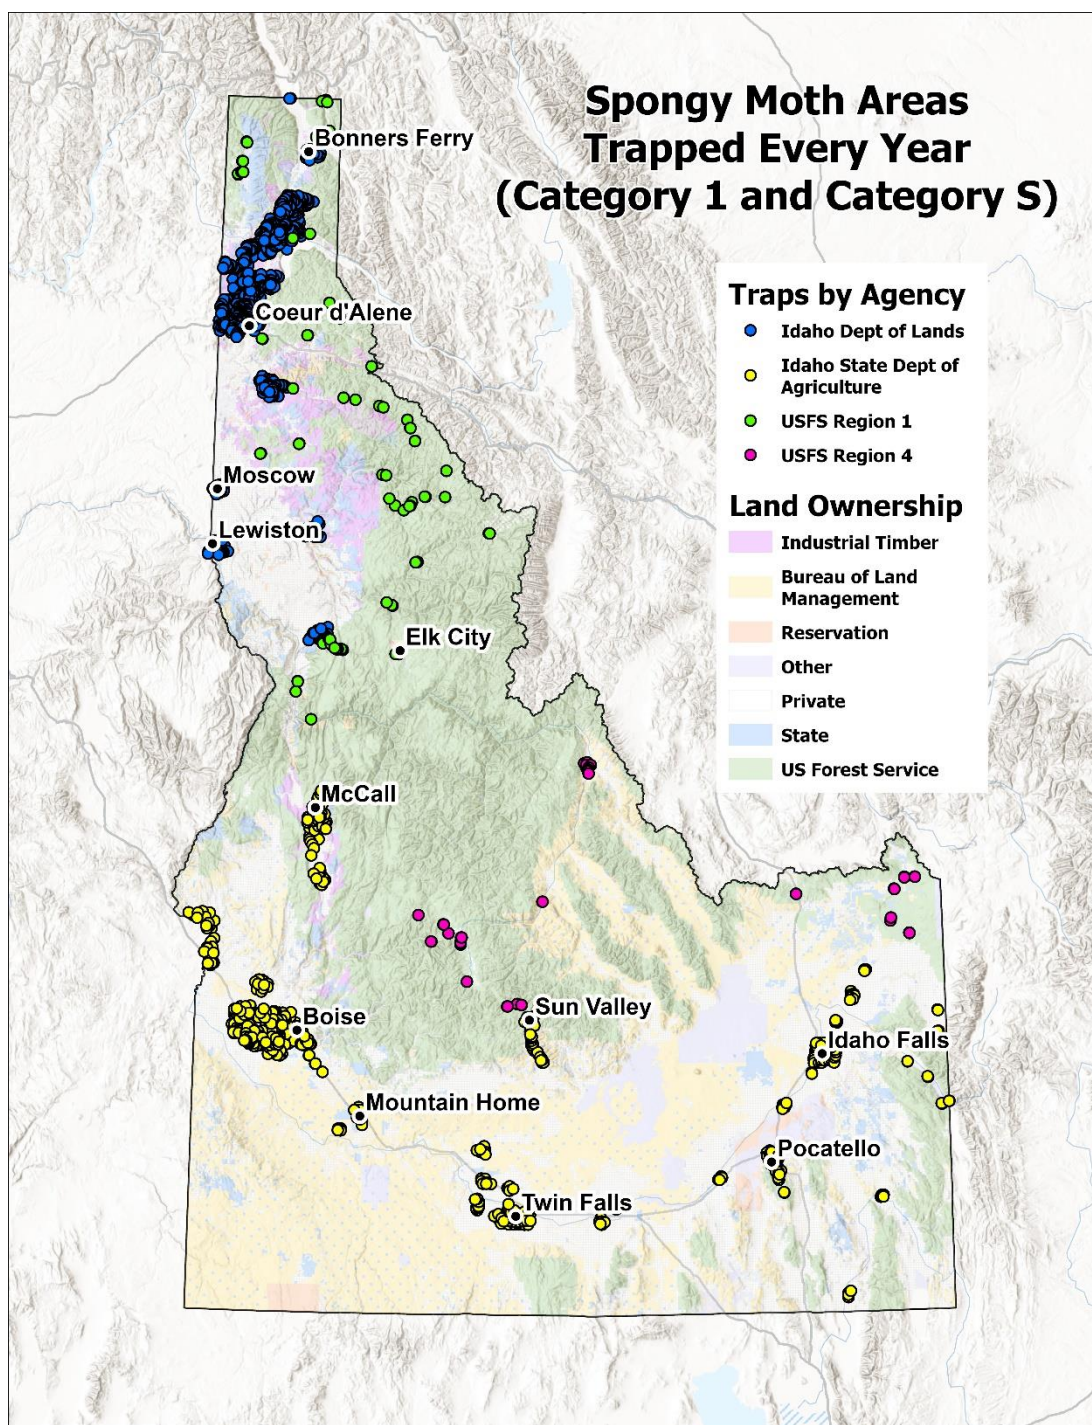 Spongy Moth Areas
Trapped Every Year
(Category 1 and Category S)
Bonners Ferry
Coeur d'Alene
Moscow
Lewiston
Elk City
McCall
Boise
Sun Valley
Idaho Falls
Mountain Home
Pocatello
Twin Falls
Traps by Agency
Idaho Dept of Lands
Idaho State Dept of
Agriculture
USFS Region 1
USFS Region 4
Land Ownership
Industrial Timber
Bureau of Land
Management
Reservation
Other
Private
State
US Forest Service